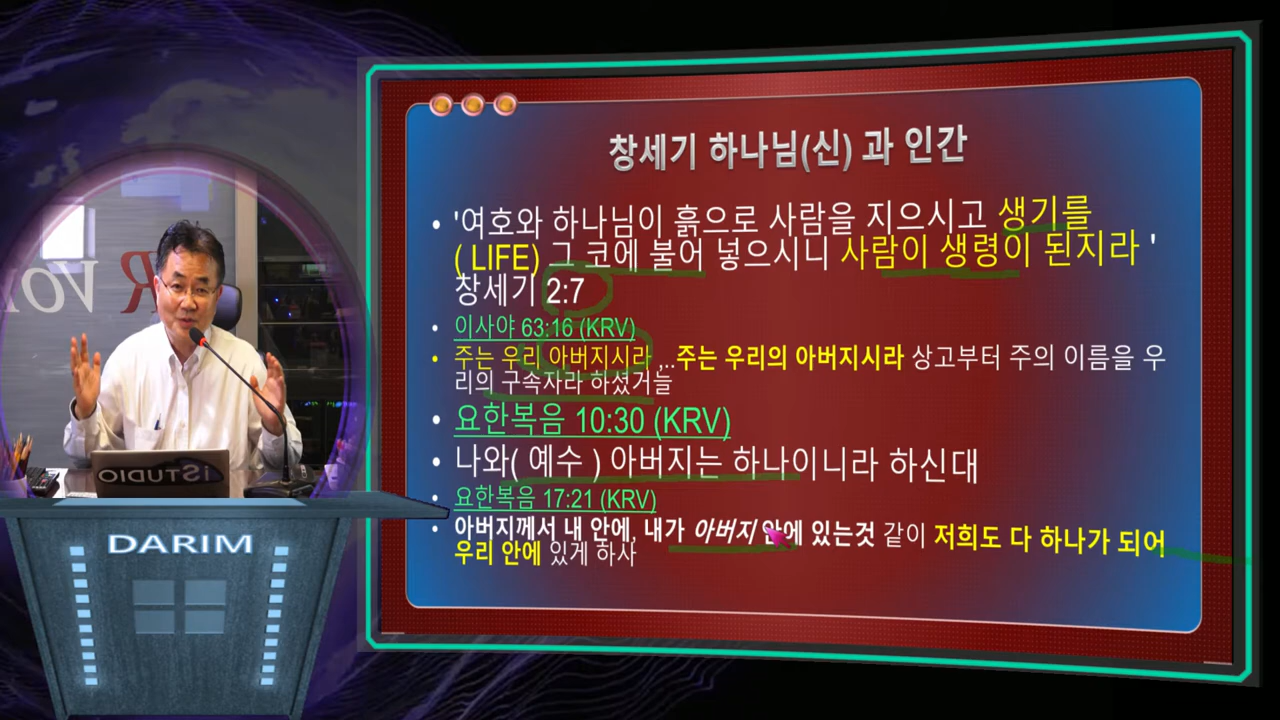 창세기 하나님(신) 과 인간
• '여호와 하나님이 흙으로 사람을 지으시고 생기를
( LIFE) 그 코에 불어 넣으시니 사람이 생령이 된지라 '
창세기 2:7
• 이사야 63:16 (KRV)
• 주는 우리 아버지시라 ,..주는 우리의 아버지시라 상고부터 주의 이름을 우
리의 구속자라 하셨거늘
• 요한복음 10:30 (KRV)
• 나와( 예수 ) 아버지는 하나이니라 하신대
• 요한복음 17:21 (KRV)
• 아버지께서 내 안에, 내가 아버지 안에 있는것 같이 저희도 다 하나가 되어
우리 안에 있게 하사
iSTUDIO
DARIM